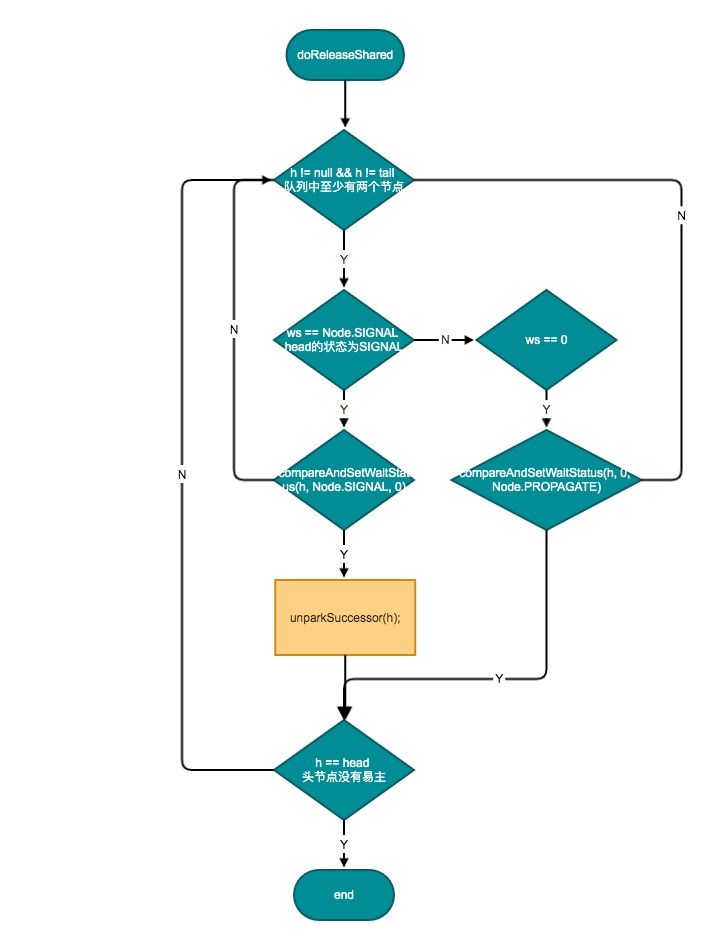 doReleaseShared
h != null && h != tail
队列中至少有两个节点
N
Y
N
ws == Node.SIGNAL
head的状态为SIGNAL
N
ws == 0
Y
Y
N
compareAndSetWaitStat
us(h, Node.SIGNAL, 0)
compareAndSetWaitStatus(h, 0,
Node.PROPAGATE)
Y
unparkSuccessor(h);
Y
h == head
头节点没有易主
Y
end